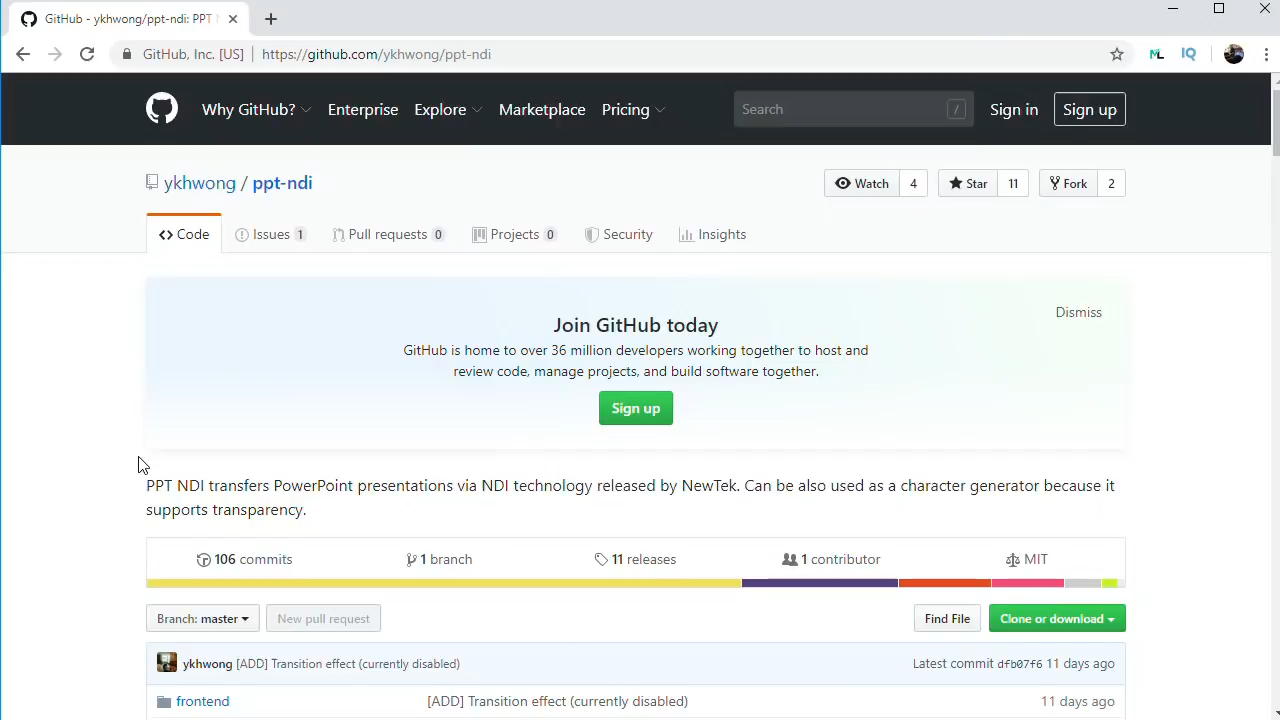 GitHub - ykhwong/ppt-ndi: PPT
GitHub, Inc. [US] | https://github.com/ykhwong/ppt-ndi
Why GitHub? Enterprise Explore Marketplace Pricing Search / Sign in Sign up
ykhwong / ppt-ndi Watch 4 Star 11 Fork 2
Code Issues 1 Pull requests 0 Projects 0 Security Insights
Dismiss
Join GitHub today
GitHub is home to over 36 million developers working together to host and
review code, manage projects, and build software together.
Sign up
PPT NDI transfers PowerPoint presentations via NDI technology released by NewTek. Can be also used as a character generator because it
supports transparency.
106 commits 1 branch 11 releases 1 contributor MIT
Branch: master New pull request Find File Clone or download
ykhwong [ADD] Transition effect (currently disabled) Latest commit dfb07f6 11 days ago
frontend [ADD] Transition effect (currently disabled) 11 days ago